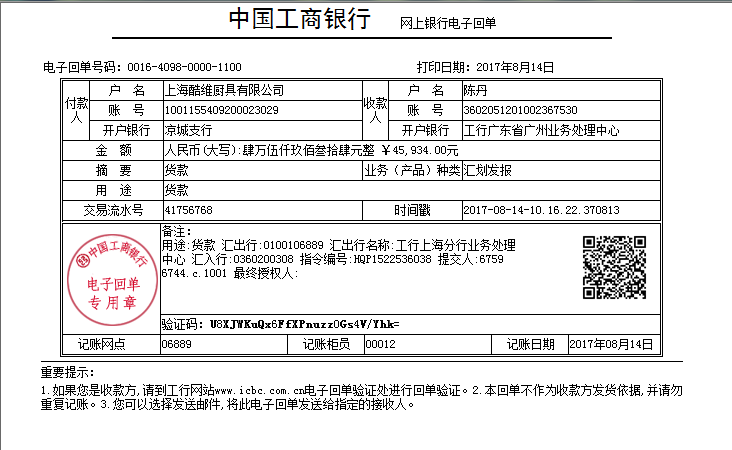 中国工商银行 网上银行电子回单
电子回单号码：0016-4098-0000-1100 打印日期：2017年8月14日
付款人 户 名 上海酷维厨具有限公司 收款人 户 名 陈丹
账 号 1001155409200023029 账 号 3602051201002367530
开户银行 凉城支行 开户银行 工行广东省广州业务处理中心
金 额 人民币(大写):肆万伍仟玖佰叁拾肆元整 ￥45,934.00元
摘 要 货款 业务（产品）种类 汇划发报
用 途 货款
交易流水号 41756768 时间戳 2017-08-14-10.16.22.370813
中国工商银行
电子回单
专用章
备注：
用途:货款 汇出行:0100106889 汇出行名称:工行上海分行业务处理
中心 汇入行:0360200308 指令编号:HQP1522536038 提交人:6759
6744.c.1001 最终授权人:
验证码：U8XJWKuQx6FfXPnuzz0Gs4V/Yhk=
记账网点 06889 记账柜员 00012 记账日期 2017年08月14日
重要提示：
1.如果您是收款方,请到工行网站www.icbc.com.cn电子回单验证处进行回单验证。2.本回单不作为收款方发货依据,并请勿
重复记账。3.您可以选择发送邮件,将此电子回单发送给指定的接收人。